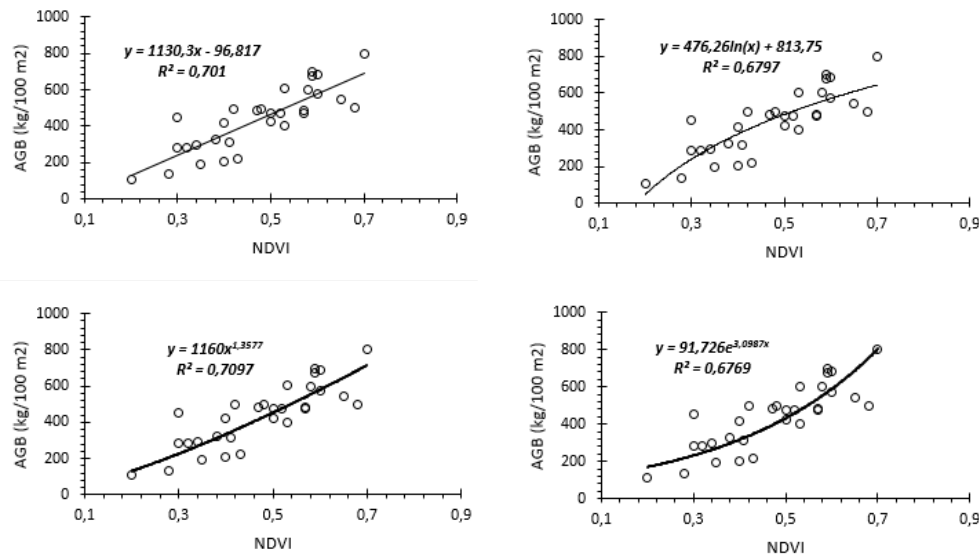 AGB (kg/100 m2)
1000
800
600
400
200
0
y = 1130,3x - 96,817
R² = 0,701
0,1
0,3
0,5
0,7
0,9
NDVI
AGB (kg/100 m2)
1000
800
600
400
200
0
y = 476,26ln(x) + 813,75
R² = 0,6797
0,1
0,3
0,5
0,7
0,9
NDVI
AGB (kg/100 m2)
1000
800
600
400
200
0
y = 1160x^1,3577
R² = 0,7097
0,1
0,3
0,5
0,7
0,9
NDVI
AGB (kg/100 m2)
1000
800
600
400
200
0
y = 91,726e^3,0987x
R² = 0,6769
0,1
0,3
0,5
0,7
0,9
NDVI